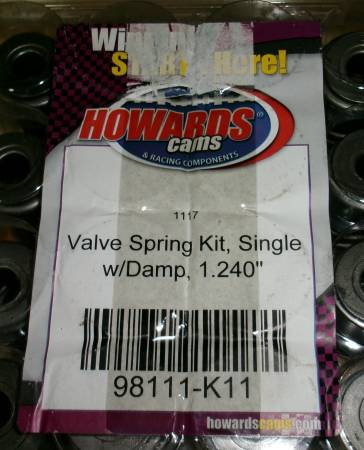 Here!
HOWARDS®
cams
& RACING COMPONENTS
1117
Valve Spring Kit, Single
w/Damp, 1.240"
98111-K11
howardscams.com